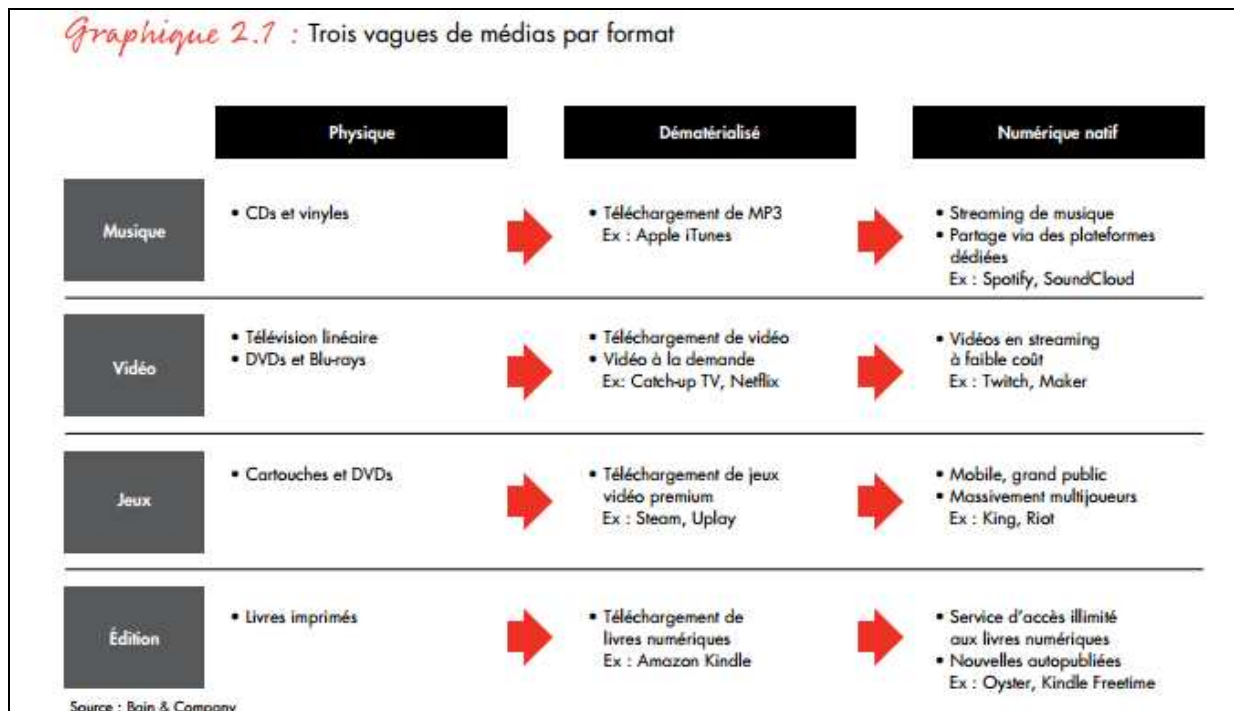 Graphique 2.1 : Trois vagues de médias par format
Physique
Dématérialisé
Numérique natif
Musique
• CDs et vinyles
• Téléchargement de MP3
Ex : Apple iTunes
• Streaming de musique
• Partage via des plateformes
dédiées
Ex : Spotify, SoundCloud
Vidéo
• Télévision linéaire
• DVDs et Blu-rays
• Téléchargement de vidéo
• Vidéo à la demande
Ex: Catch-up TV, Netflix
• Vidéos en streaming
à faible coût
Ex : Twitch, Maker
Jeux
• Cartouches et DVDs
• Téléchargement de jeux
vidéo premium
Ex : Steam, Uplay
• Mobile, grand public
• Massivement multijoueurs
Ex : King, Riot
Édition
• Livres imprimés
• Téléchargement de
livres numériques
Ex : Amazon Kindle
• Service d'accès illimité
aux livres numériques
• Nouvelles autopubliées
Ex : Oyster, Kindle Freetime
Source : Bain & Company